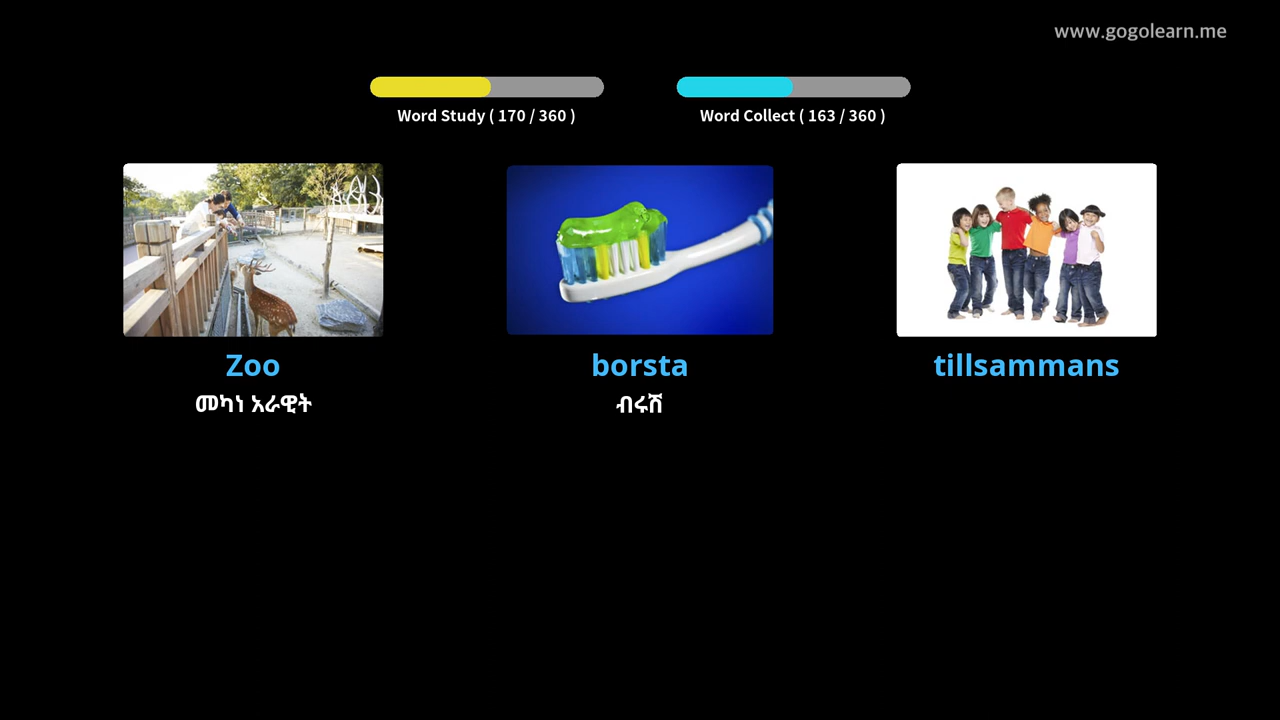 www.gogolearn.me
Word Study ( 170 / 360 )
Word Collect ( 163 / 360 )
Zoo
borsta
tillsammans
መካነ አራዊት
ብሩሽ